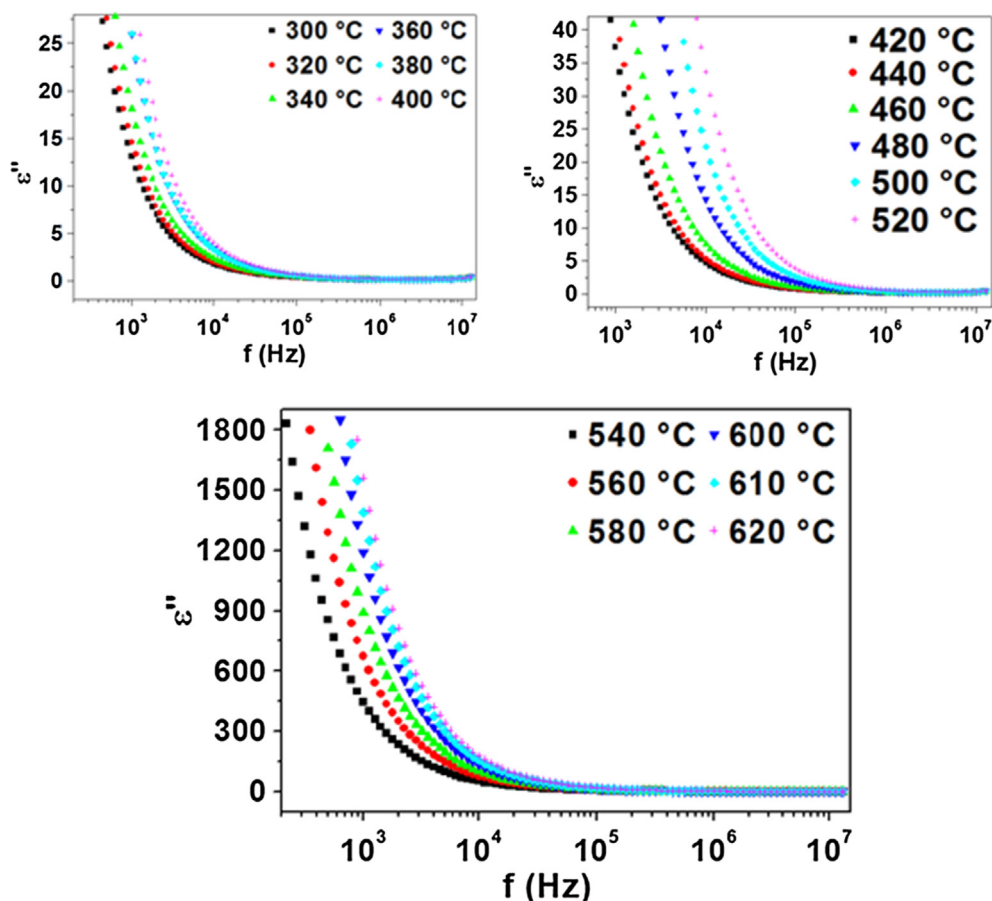 25
20
15
10
5
0
ε''
300 °C 360 °C
320 °C 380 °C
340 °C 400 °C
10³ 10⁴ 10⁵ 10⁶ 10⁷
f (Hz)
40
35
30
25
20
15
10
5
0
ε''
420 °C
440 °C
460 °C
480 °C
500 °C
520 °C
10³ 10⁴ 10⁵ 10⁶ 10⁷
f (Hz)
1800
1500
1200
900
600
300
0
ε''
540 °C 600 °C
560 °C 610 °C
580 °C 620 °C
10³ 10⁴ 10⁵ 10⁶ 10⁷
f (Hz)